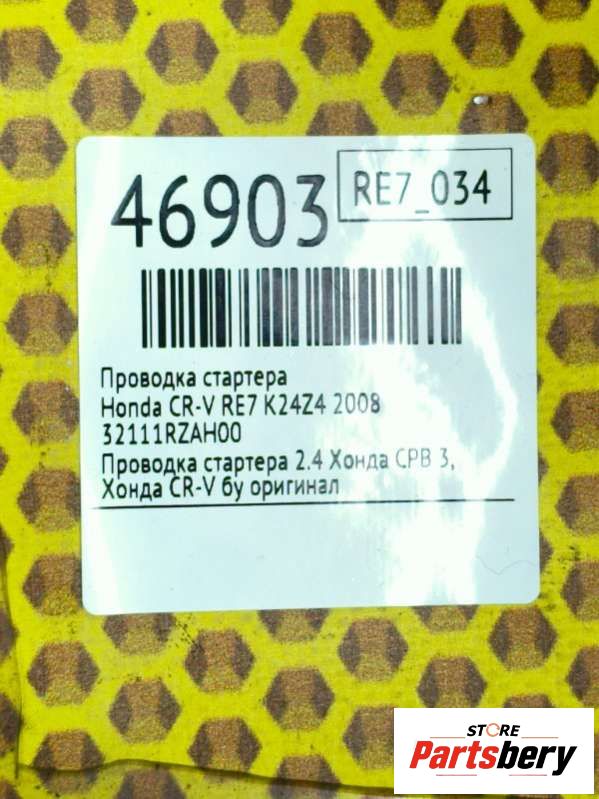 46903
RE7_034
Проводка стартера
Honda CR-V RE7 K24Z4 2008
32111RZAH00
Проводка стартера 2.4 Хонда СРВ 3,
Хонда CR-V бу оригинал
STORE
Partsbery